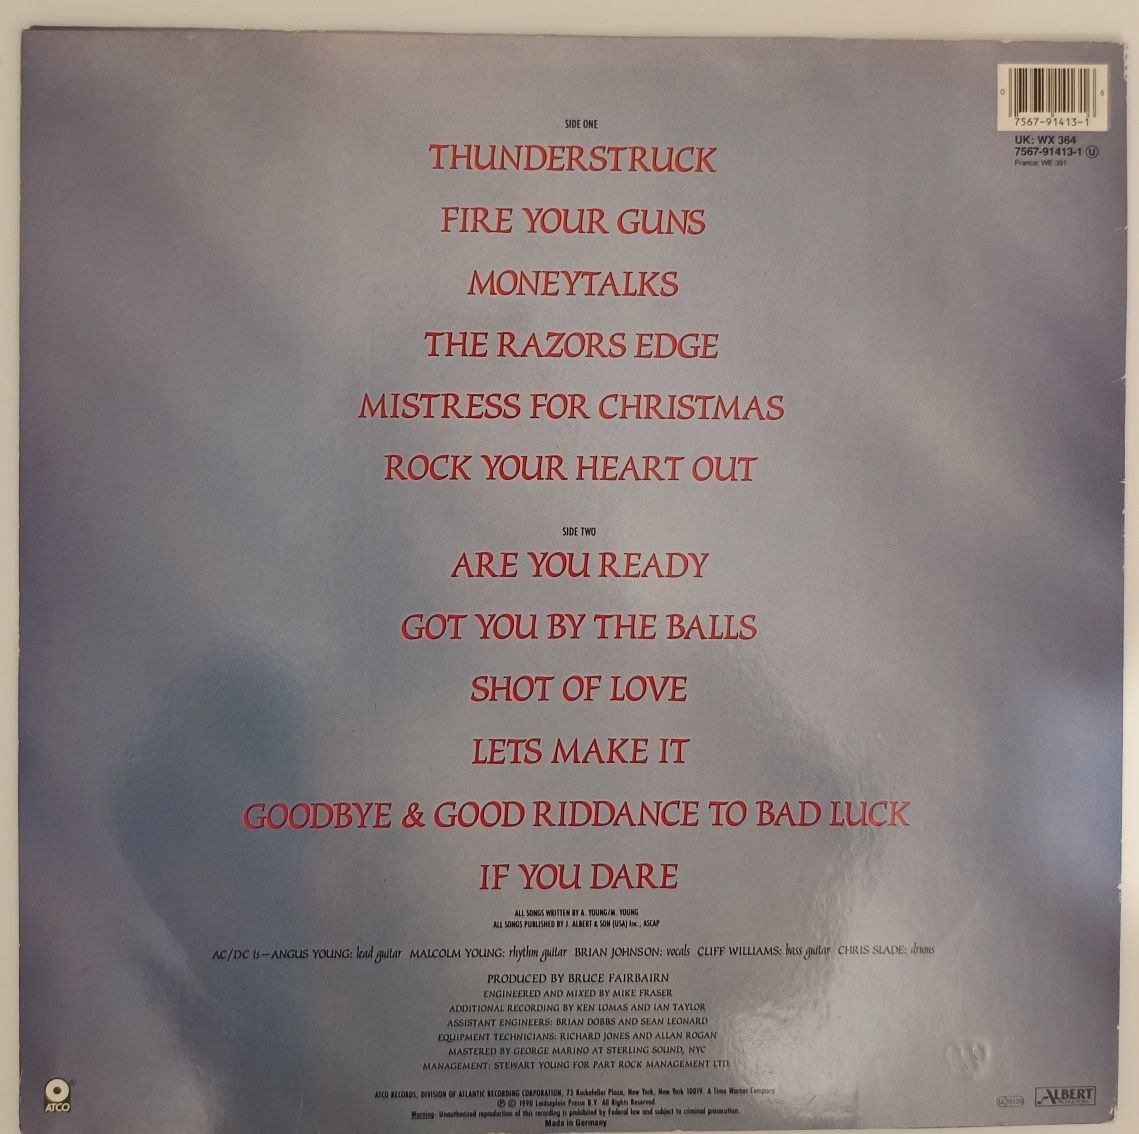 0 6
7567-91413-1
UK: WX 364
7567-91413-1 U
France: WE 391
SIDE ONE
THUNDERSTRUCK
FIRE YOUR GUNS
MONEYTALKS
THE RAZORS EDGE
MISTRESS FOR CHRISTMAS
ROCK YOUR HEART OUT
SIDE TWO
ARE YOU READY
GOT YOU BY THE BALLS
SHOT OF LOVE
LETS MAKE IT
GOODBYE & GOOD RIDDANCE TO BAD LUCK
IF YOU DARE
ALL SONGS WRITTEN BY A. YOUNG/M. YOUNG
ALL SONGS PUBLISHED BY J. ALBERT & SON (USA) Inc., ASCAP
AC/DC is—ANGUS YOUNG: lead guitar MALCOLM YOUNG: rhythm guitar BRIAN JOHNSON: vocals CLIFF WILLIAMS: bass guitar CHRIS SLADE: drums
PRODUCED BY BRUCE FAIRBAIRN
ENGINEERED AND MIXED BY MIKE FRASER
ADDITIONAL RECORDING BY KEN LOMAS AND IAN TAYLOR
ASSISTANT ENGINEERS: BRIAN DOBBS AND SEAN LEONARD
EQUIPMENT TECHNICIANS: RICHARD JONES AND ALLAN ROGAN
MASTERED BY GEORGE MARINO AT STERLING SOUND, NYC
MANAGEMENT: STEWART YOUNG FOR PART ROCK MANAGEMENT LTD.
ATCO RECORDS, DIVISION OF ATLANTIC RECORDING CORPORATION, 75 Rockefeller Plaza, New York, New York 10019. A Time Warner Company.
℗ © 1990 Leidseplein Presse B.V. All Rights Reserved.
Warning: Unauthorized reproduction of this recording is prohibited by Federal law and subject to criminal prosecution.
Made in Germany
ATCO
LC 0120
ALBERT
PRODUCTIONS